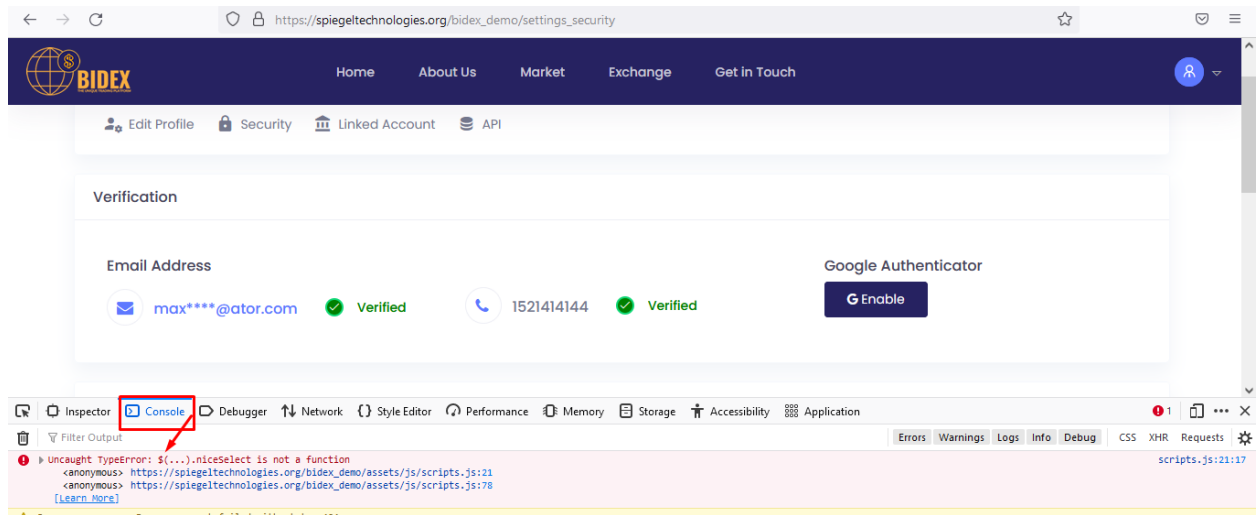 https://spiegeltechnologies.org/bidex_demo/settings_security
BIDEX
Home About Us Market Exchange Get in Touch
Edit Profile Security Linked Account API
Verification
Email Address Google Authenticator
max****@ator.com Verified 1521414144 Verified G Enable
Inspector Console Debugger Network Style Editor Performance Memory Storage Accessibility Application 1
Filter Output Errors Warnings Logs Info Debug CSS XHR Requests
Uncaught TypeError: $(...).niceSelect is not a function scripts.js:21:17
<anonymous> https://spiegeltechnologies.org/bidex_demo/assets/js/scripts.js:21
<anonymous> https://spiegeltechnologies.org/bidex_demo/assets/js/scripts.js:78
[Learn More]